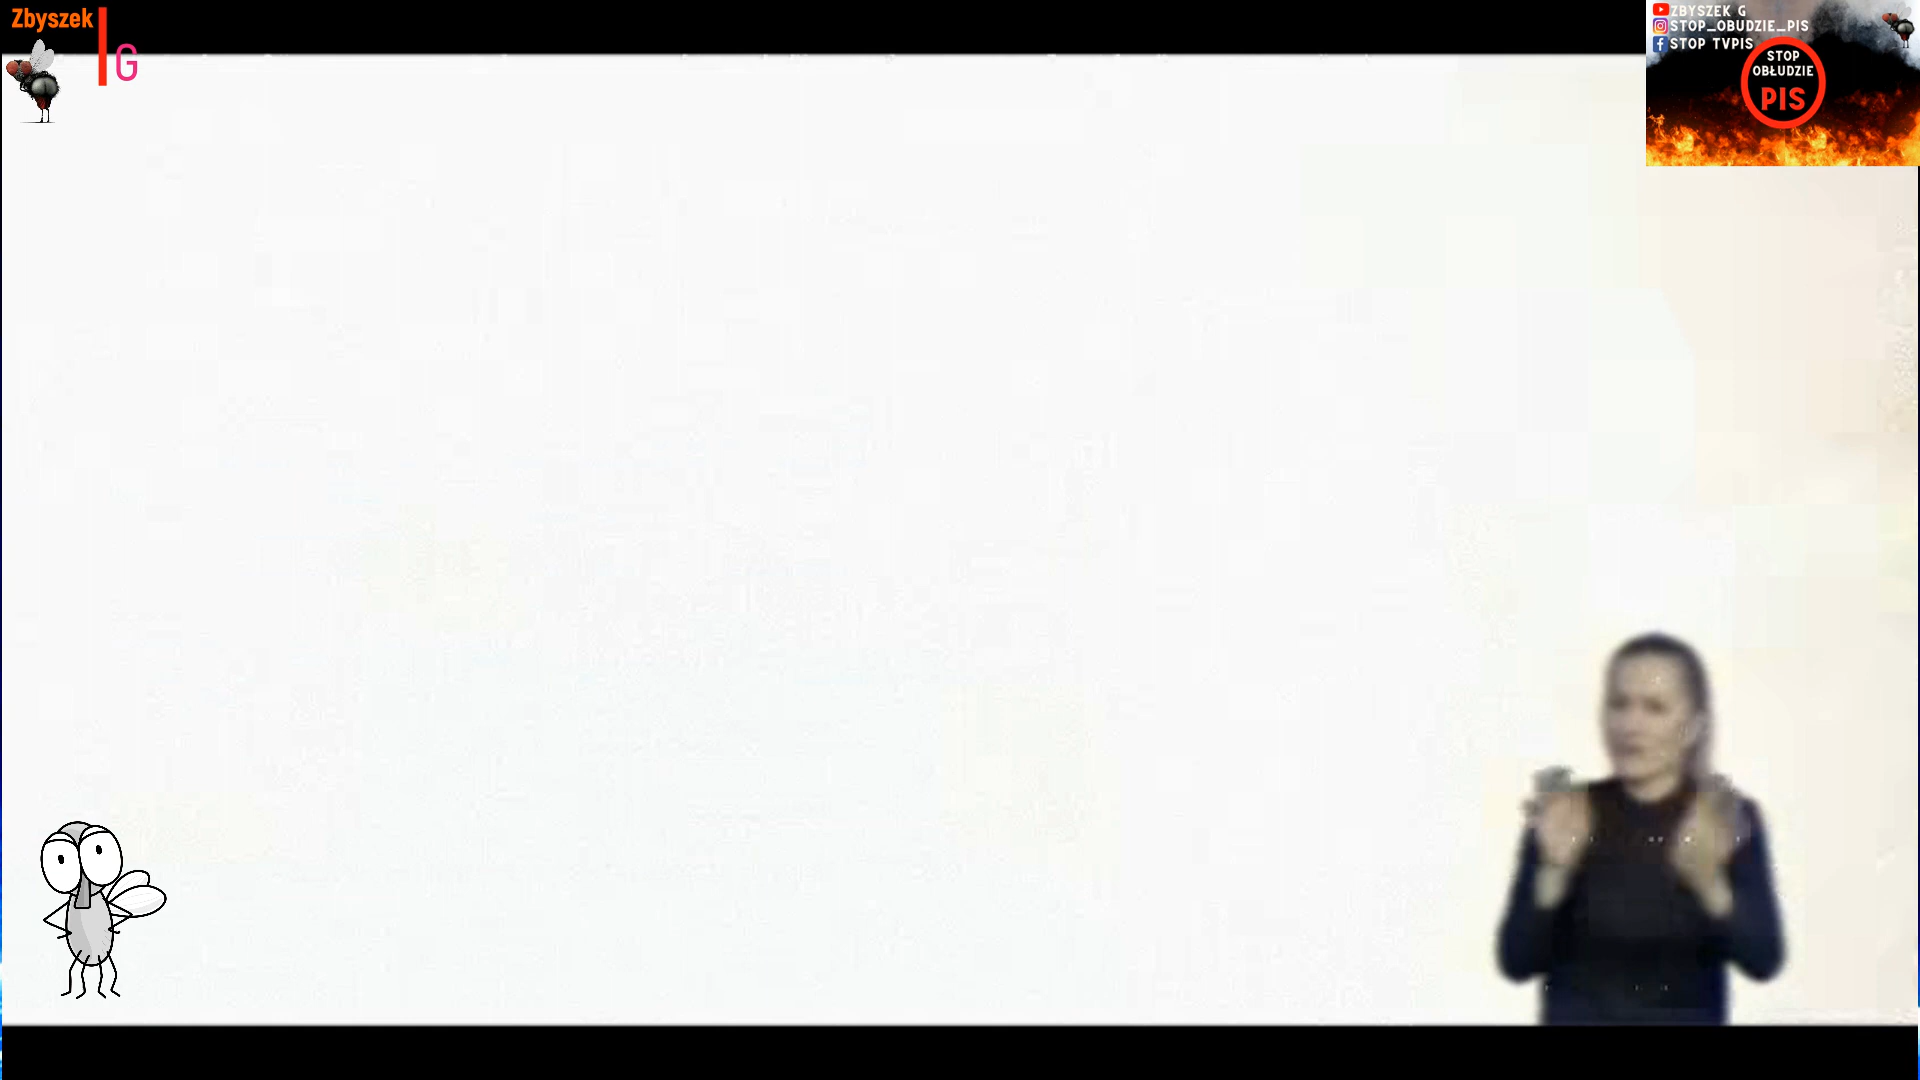 Zbyszek
G
ZBYSZEK G
STOP_OBUDZIE_PIS
STOP TVPIS
STOP
OBŁUDZIE
PIS